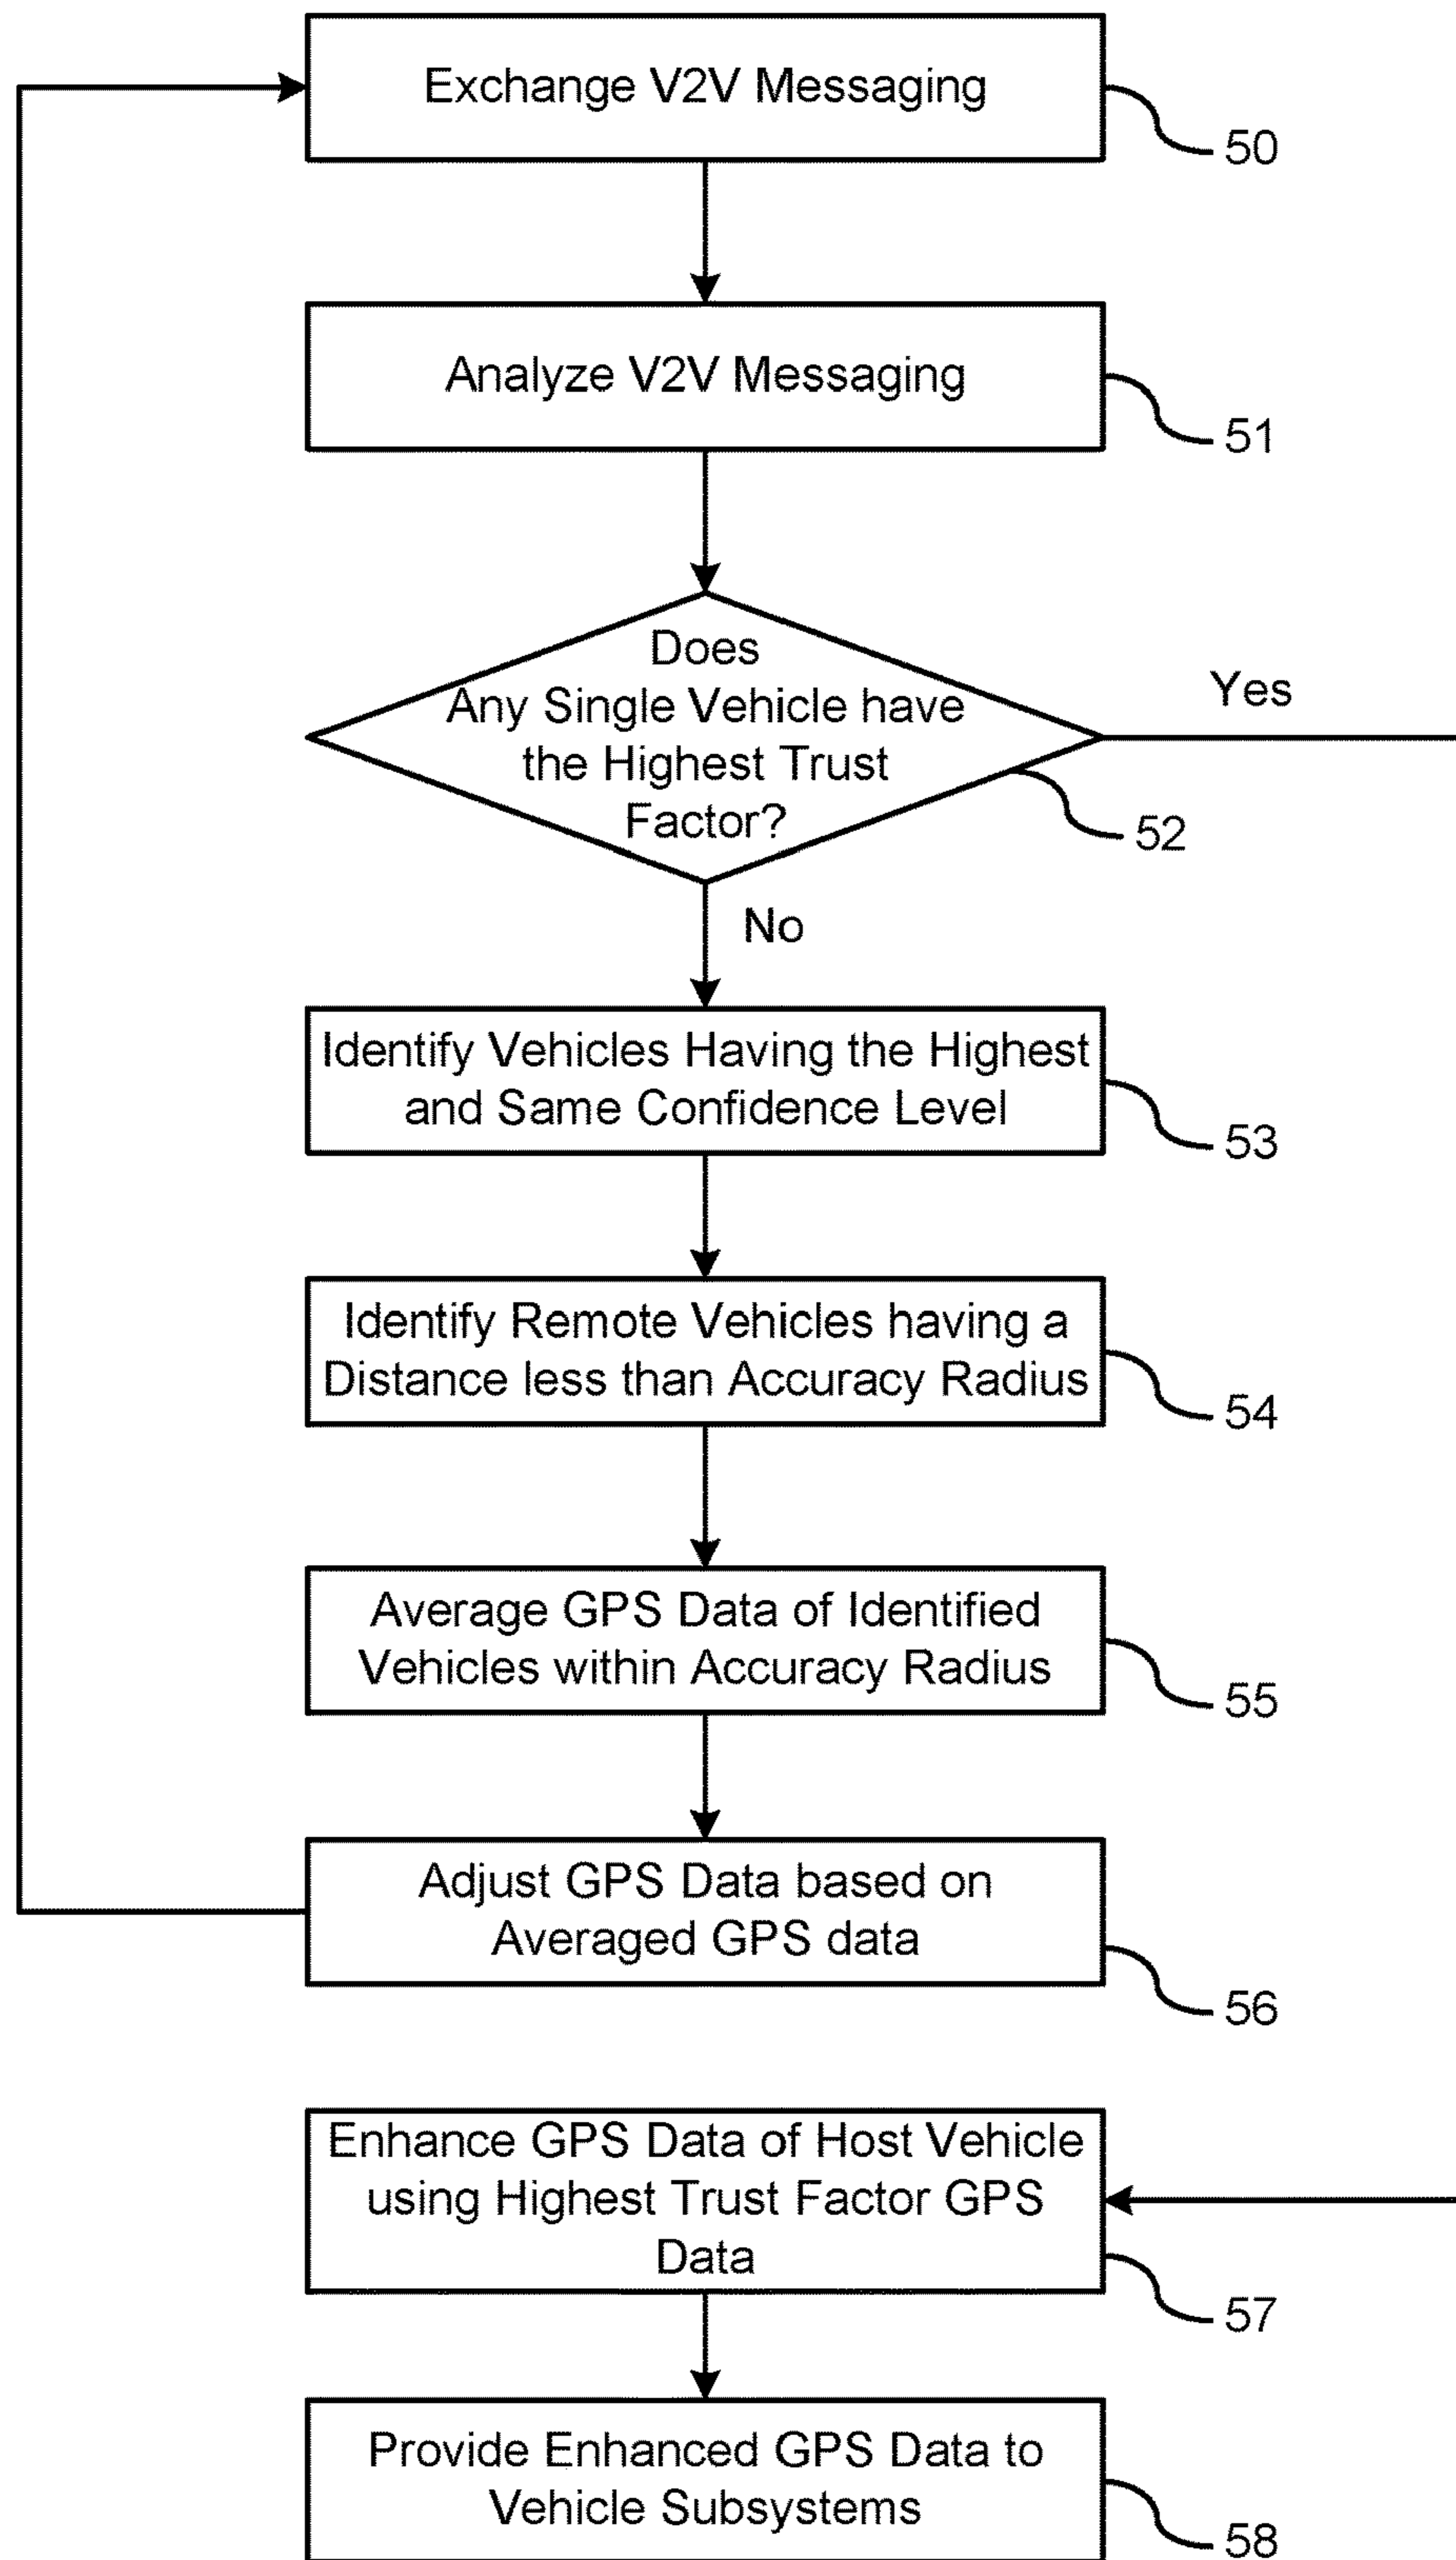 Exchange V2V Messaging
50
Analyze V2V Messaging
51
Does
Any Single Vehicle have
the Highest Trust
Factor?
Yes
52
No
Identify Vehicles Having the Highest
and Same Confidence Level
53
Identify Remote Vehicles having a
Distance less than Accuracy Radius
54
Average GPS Data of Identified
Vehicles within Accuracy Radius
55
Adjust GPS Data based on
Averaged GPS data
56
Enhance GPS Data of Host Vehicle
using Highest Trust Factor GPS
Data
57
Provide Enhanced GPS Data to
Vehicle Subsystems
58